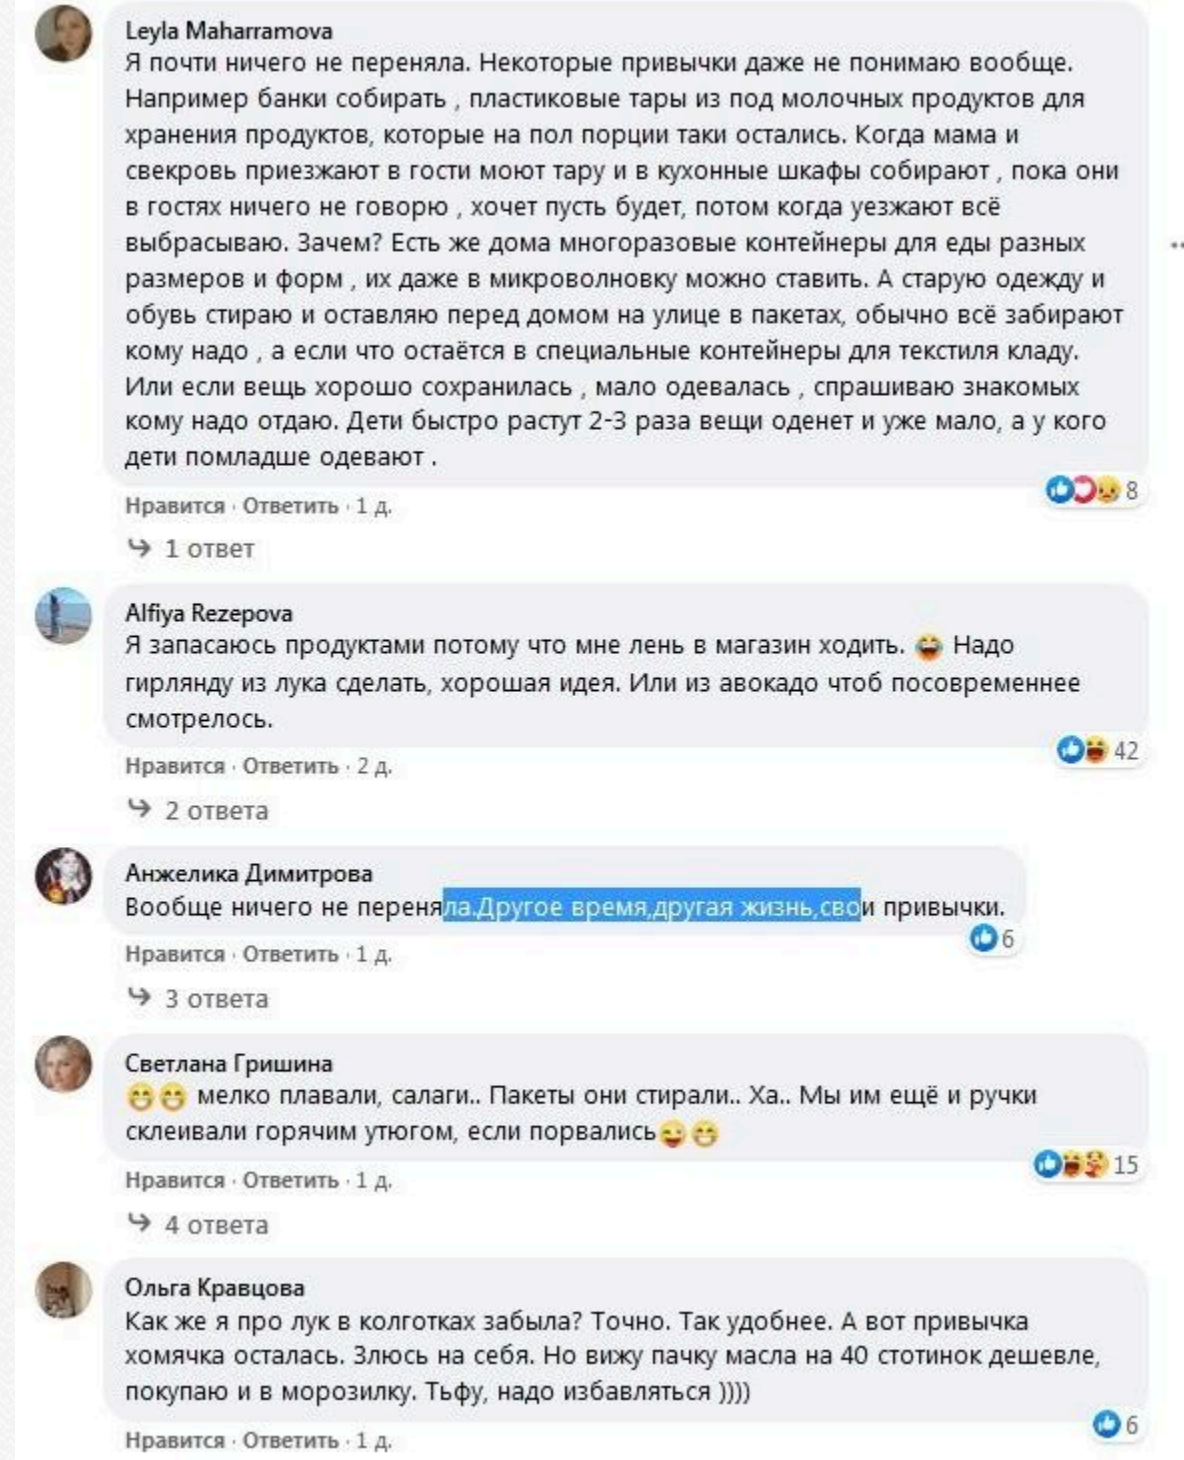 Leyla Maharramova
Я почти ничего не переняла. Некоторые привычки даже не понимаю вообще.
Например банки собирать , пластиковые тары из под молочных продуктов для
хранения продуктов, которые на пол порции таки остались. Когда мама и
свекровь приезжают в гости моют тару и в кухонные шкафы собирают , пока они
в гостях ничего не говорю , хочет пусть будет, потом когда уезжают всё
выбрасываю. Зачем? Есть же дома многоразовые контейнеры для еды разных
размеров и форм , их даже в микроволновку можно ставить. А старую одежду и
обувь стираю и оставляю перед домом на улице в пакетах, обычно всё забирают
кому надо , а если что остаётся в специальные контейнеры для текстиля кладу.
Или если вещь хорошо сохранилась , мало одевалась , спрашиваю знакомых
кому надо отдаю. Дети быстро растут 2-3 раза вещи оденет и уже мало, а у кого
дети помладше одевают .
8
Нравится · Ответить · 1 д.
1 ответ
Alfiya Rezepova
Я запасаюсь продуктами потому что мне лень в магазин ходить. 😂 Надо
гирлянду из лука сделать, хорошая идея. Или из авокадо чтоб посовременнее
смотрелось.
42
Нравится · Ответить · 2 д.
2 ответа
Анжелика Димитрова
Вообще ничего не переняла.Другое время,другая жизнь,свои привычки.
6
Нравится · Ответить · 1 д.
3 ответа
Светлана Гришина
😁😁 мелко плавали, салаги.. Пакеты они стирали.. Ха.. Мы им ещё и ручки
склеивали горячим утюгом, если порвались😜😁
15
Нравится · Ответить · 1 д.
4 ответа
Ольга Кравцова
Как же я про лук в колготках забыла? Точно. Так удобнее. А вот привычка
хомячка осталась. Злюсь на себя. Но вижу пачку масла на 40 стотинок дешевле,
покупаю и в морозилку. Тьфу, надо избавляться ))))
6
Нравится · Ответить · 1 д.